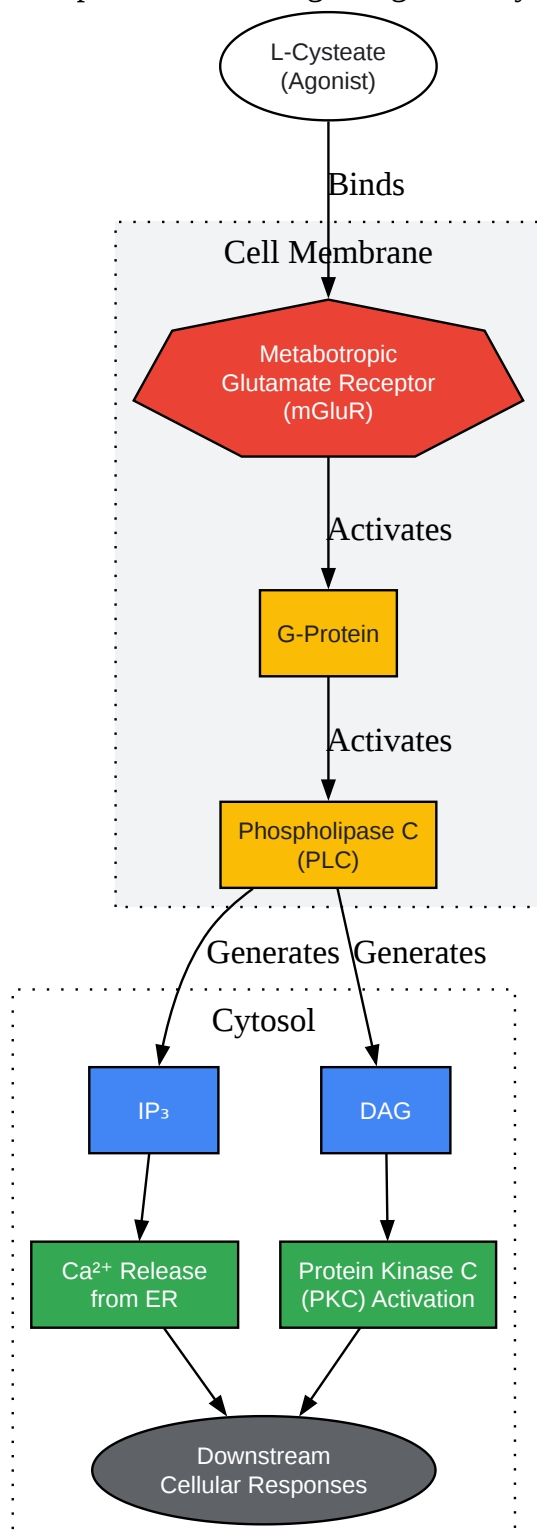 L-Cysteate
(Agonist)
Binds
Cell Membrane
Metabotropic
Glutamate Receptor
(mGluR)
Activates
G-Protein
Activates
Phospholipase C
(PLC)
Generates Generates
Cytosol
IP₃ DAG
Ca²⁺ Release
from ER
Protein Kinase C
(PKC) Activation
Downstream
Cellular Responses